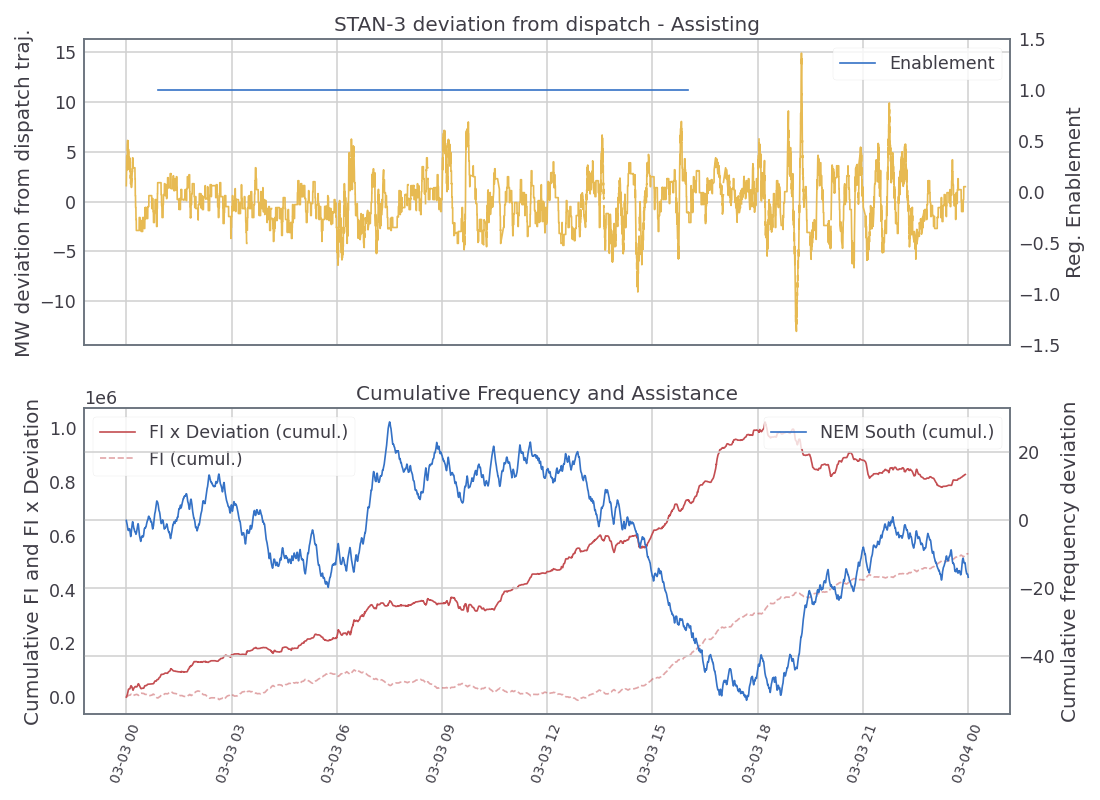 STAN-3 deviation from dispatch - Assisting
MW deviation from dispatch traj.
15
10
5
0
−5
−10
Enablement
1.5
1.0
0.5
0.0
−0.5
−1.0
−1.5
Reg. Enablement
Cumulative Frequency and Assistance
1e6
Cumulative FI and FI x Deviation
1.0
0.8
0.6
0.4
0.2
0.0
FI x Deviation (cumul.)
FI (cumul.)
NEM South (cumul.)
20
0
−20
−40
Cumulative frequency deviation
03-03 00
03-03 03
03-03 06
03-03 09
03-03 12
03-03 15
03-03 18
03-03 21
03-04 00